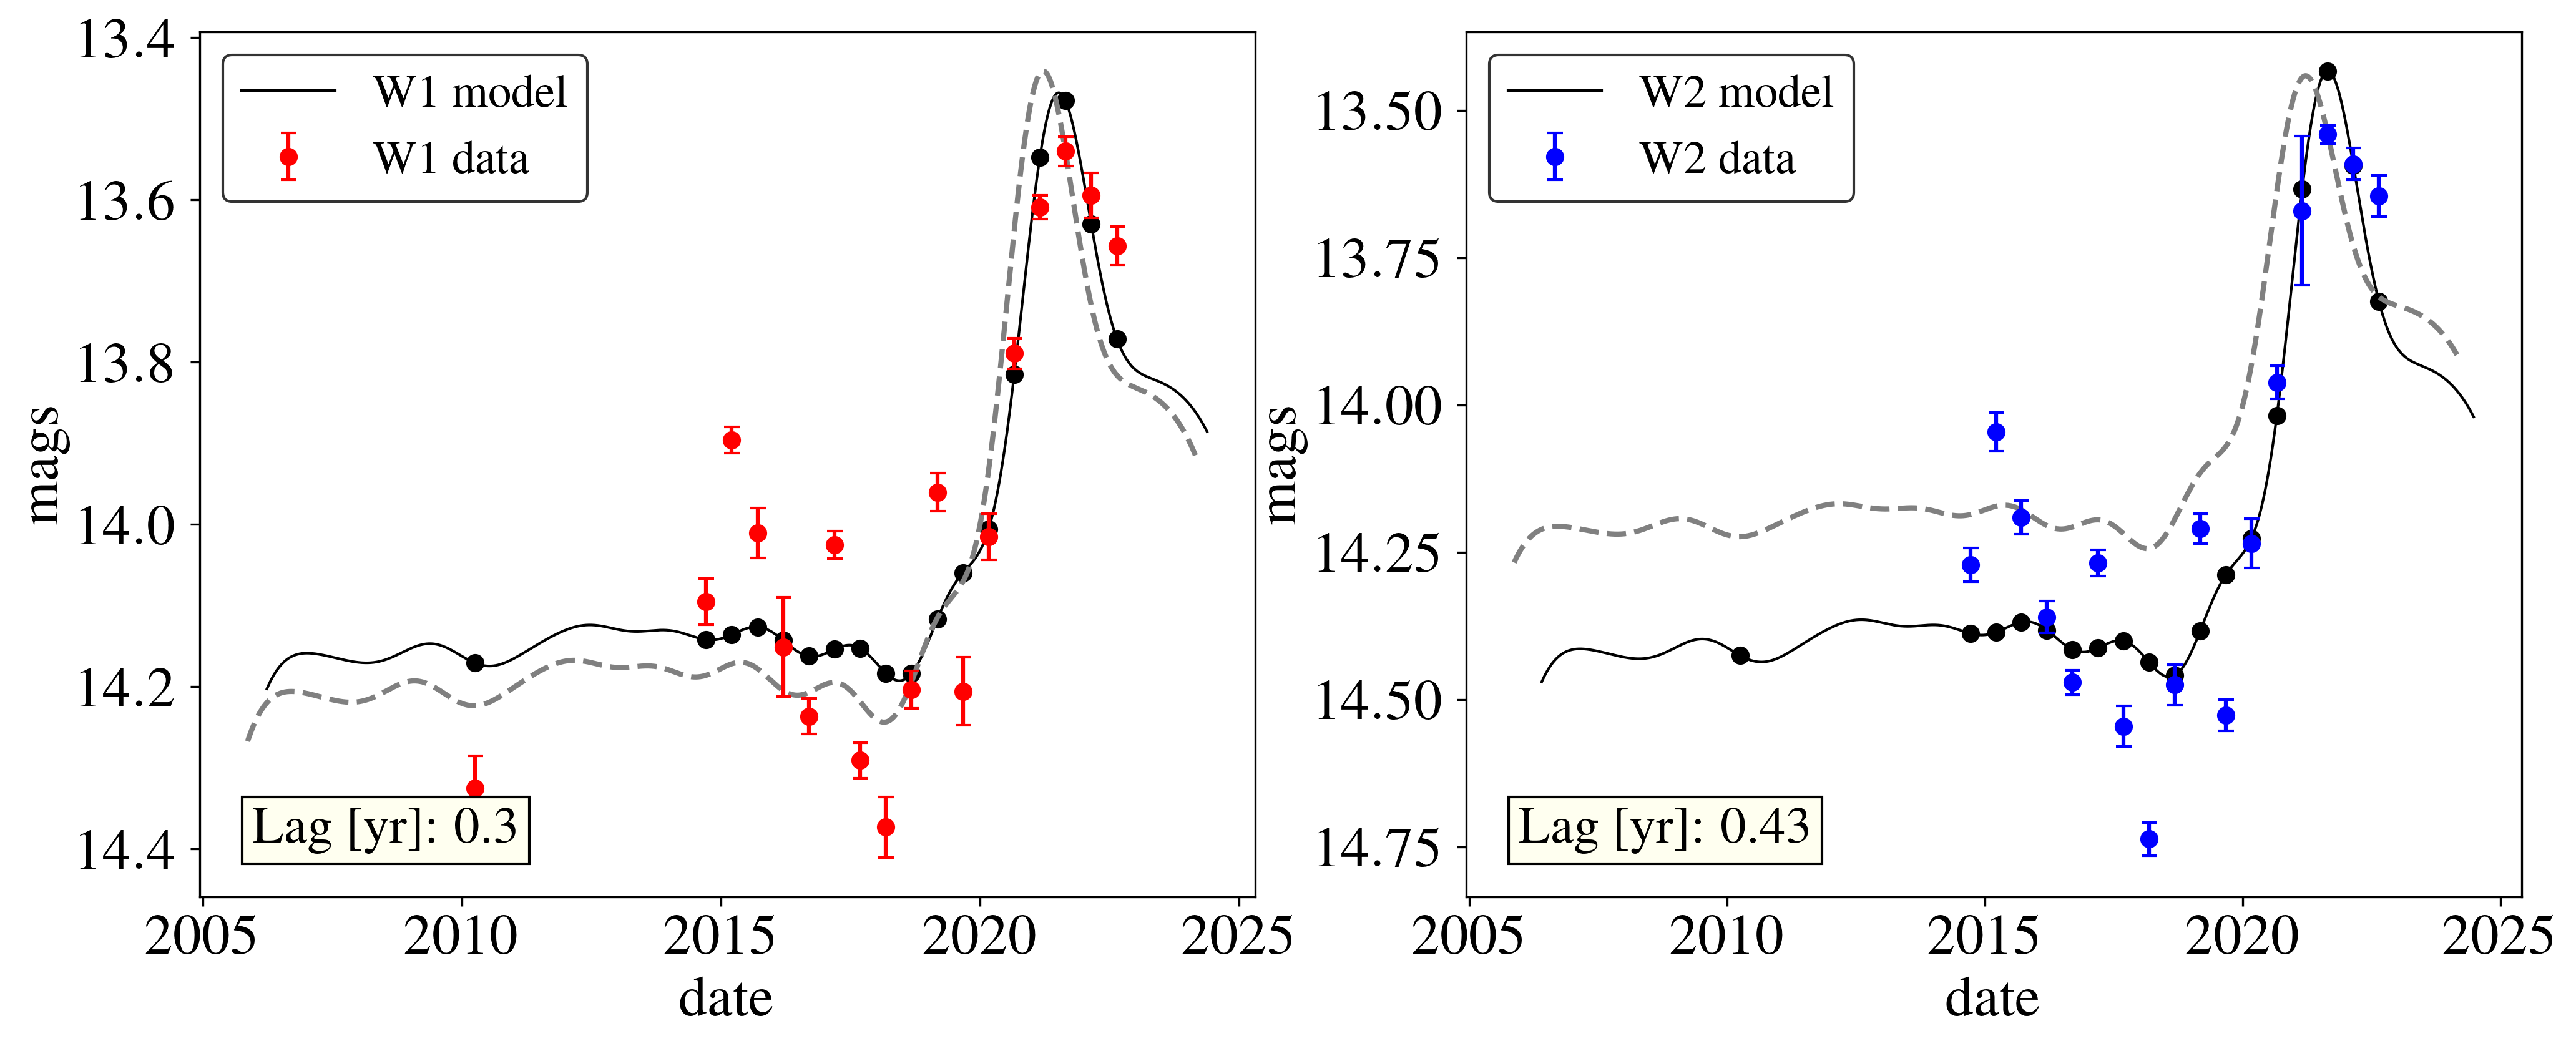 13.4
13.6
13.8
14.0
14.2
14.4
mags
W1 model
W1 data
Lag [yr]: 0.3
2005
2010
2015
2020
2025
date
13.50
13.75
14.00
14.25
14.50
14.75
mags
W2 model
W2 data
Lag [yr]: 0.43
2005
2010
2015
2020
2025
date